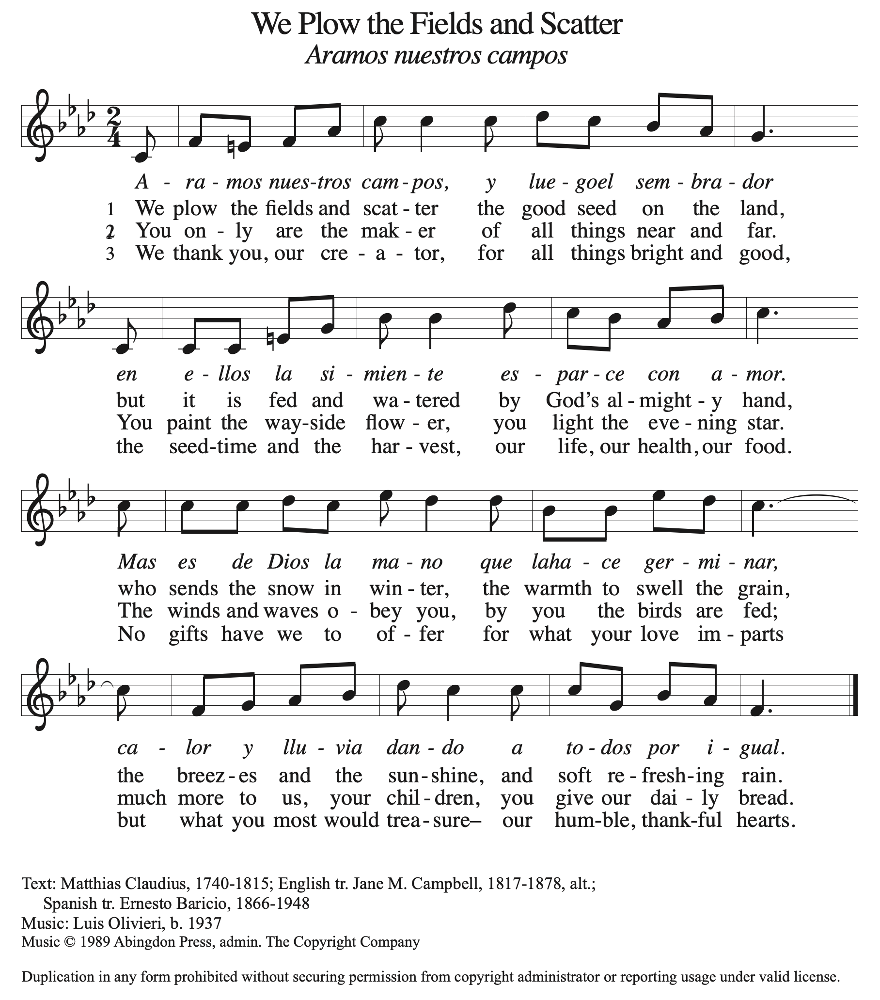 We Plow the Fields and Scatter
Aramos nuestros campos
2
4
A - ra - mos nues-tros cam - pos, y lue - goel sem - bra - dor
1 We plow the fields and scat - ter the good seed on the land,
2 You on - ly are the mak - er of all things near and far.
3 We thank you, our cre - a - tor, for all things bright and good,
en e - llos la si - mien - te es - par - ce con a - mor.
but it is fed and wa - tered by God’s al - might - y hand,
You paint the way-side flow - er, you light the eve - ning star.
the seed-time and the har - vest, our life, our health, our food.
Mas es de Dios la ma - no que laha - ce ger - mi - nar,
who sends the snow in win - ter, the warmth to swell the grain,
The winds and waves o - bey you, by you the birds are fed;
No gifts have we to of - fer for what your love im - parts
ca - lor y llu - via dan - do a to - dos por i - gual.
the breez - es and the sun - shine, and soft re - fresh-ing rain.
much more to us, your chil - dren, you give our dai - ly bread.
but what you most would trea - sure– our hum-ble, thank-ful hearts.
Text: Matthias Claudius, 1740-1815; English tr. Jane M. Campbell, 1817-1878, alt.;
Spanish tr. Ernesto Baricio, 1866-1948
Music: Luis Olivieri, b. 1937
Music © 1989 Abingdon Press, admin. The Copyright Company
Duplication in any form prohibited without securing permission from copyright administrator or reporting usage under valid license.